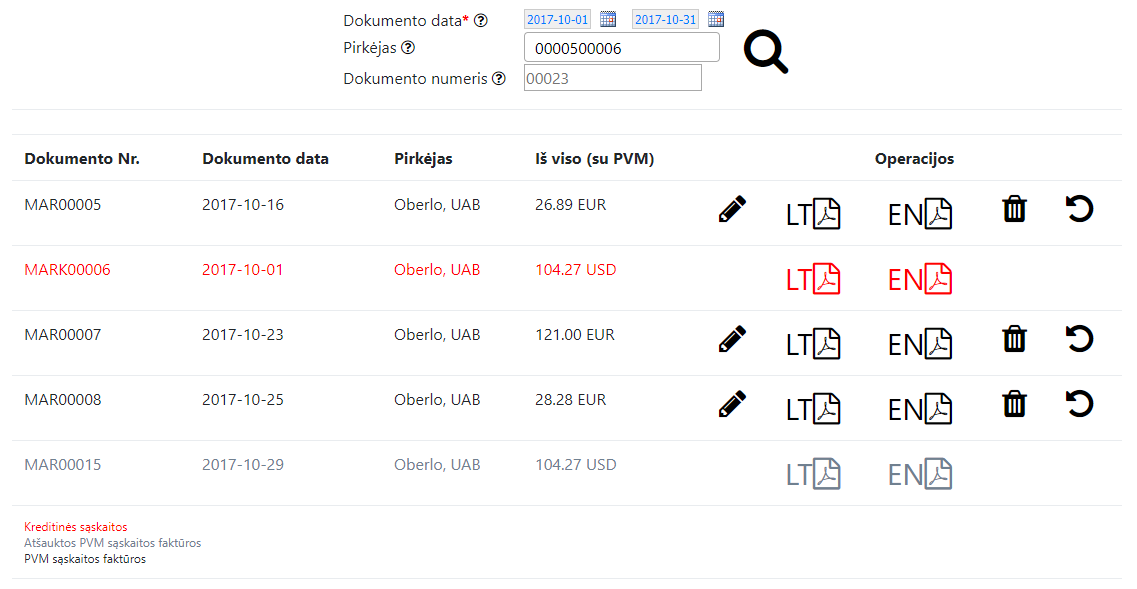 Dokumento data* 2017-10-01 2017-10-31
Pirkėjas 0000500006
Dokumento numeris 00023
Dokumento Nr. Dokumento data Pirkėjas Iš viso (su PVM) Operacijos
MAR00005 2017-10-16 Oberlo, UAB 26.89 EUR LT EN
MARK00006 2017-10-01 Oberlo, UAB 104.27 USD LT EN
MAR00007 2017-10-23 Oberlo, UAB 121.00 EUR LT EN
MAR00008 2017-10-25 Oberlo, UAB 28.28 EUR LT EN
MAR00015 2017-10-29 Oberlo, UAB 104.27 USD LT EN
Kreditinės sąskaitos
Atšauktos PVM sąskaitos faktūros
PVM sąskaitos faktūros